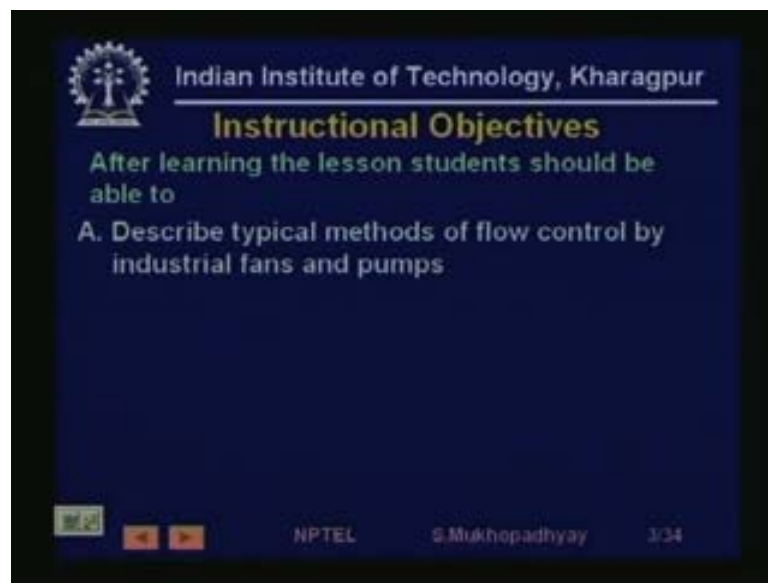 Indian Institute of Technology, Kharagpur
Instructional Objectives
After learning the lesson students should be
able to
A. Describe typical methods of flow control by
industrial fans and pumps
NPTEL S.Mukhopadhyay 3/34